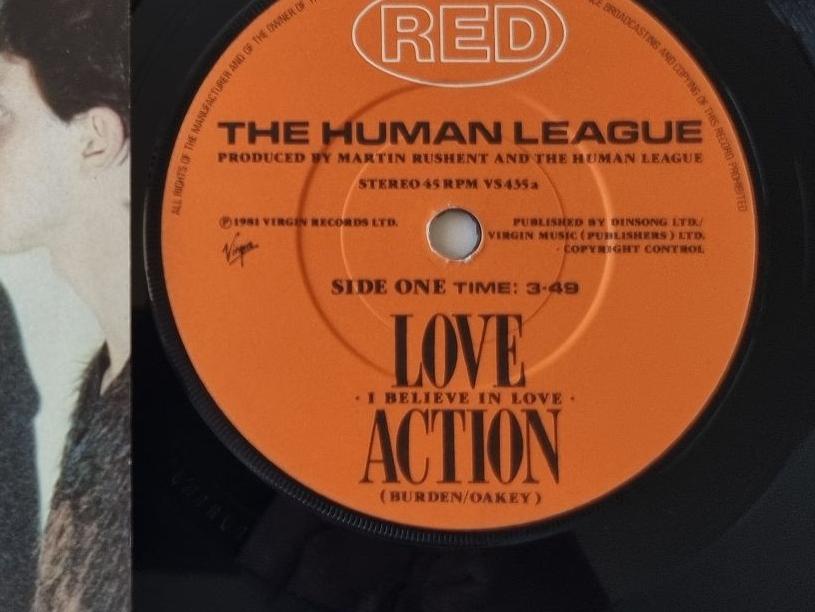 RED
ALL RIGHTS OF THE MANUFACTURER AND OF THE OWNER OF
BROADCASTING AND COPYING OF THIS RECORD PROHIBITED
THE HUMAN LEAGUE
PRODUCED BY MARTIN RUSHENT AND THE HUMAN LEAGUE
STEREO 45 RPM VS435a
℗ 1981 VIRGIN RECORDS LTD.
Virgin
PUBLISHED BY DINSONG LTD./
VIRGIN MUSIC (PUBLISHERS) LTD.
COPYRIGHT CONTROL
SIDE ONE TIME: 3-49
LOVE
· I BELIEVE IN LOVE ·
ACTION
(BURDEN/OAKEY)